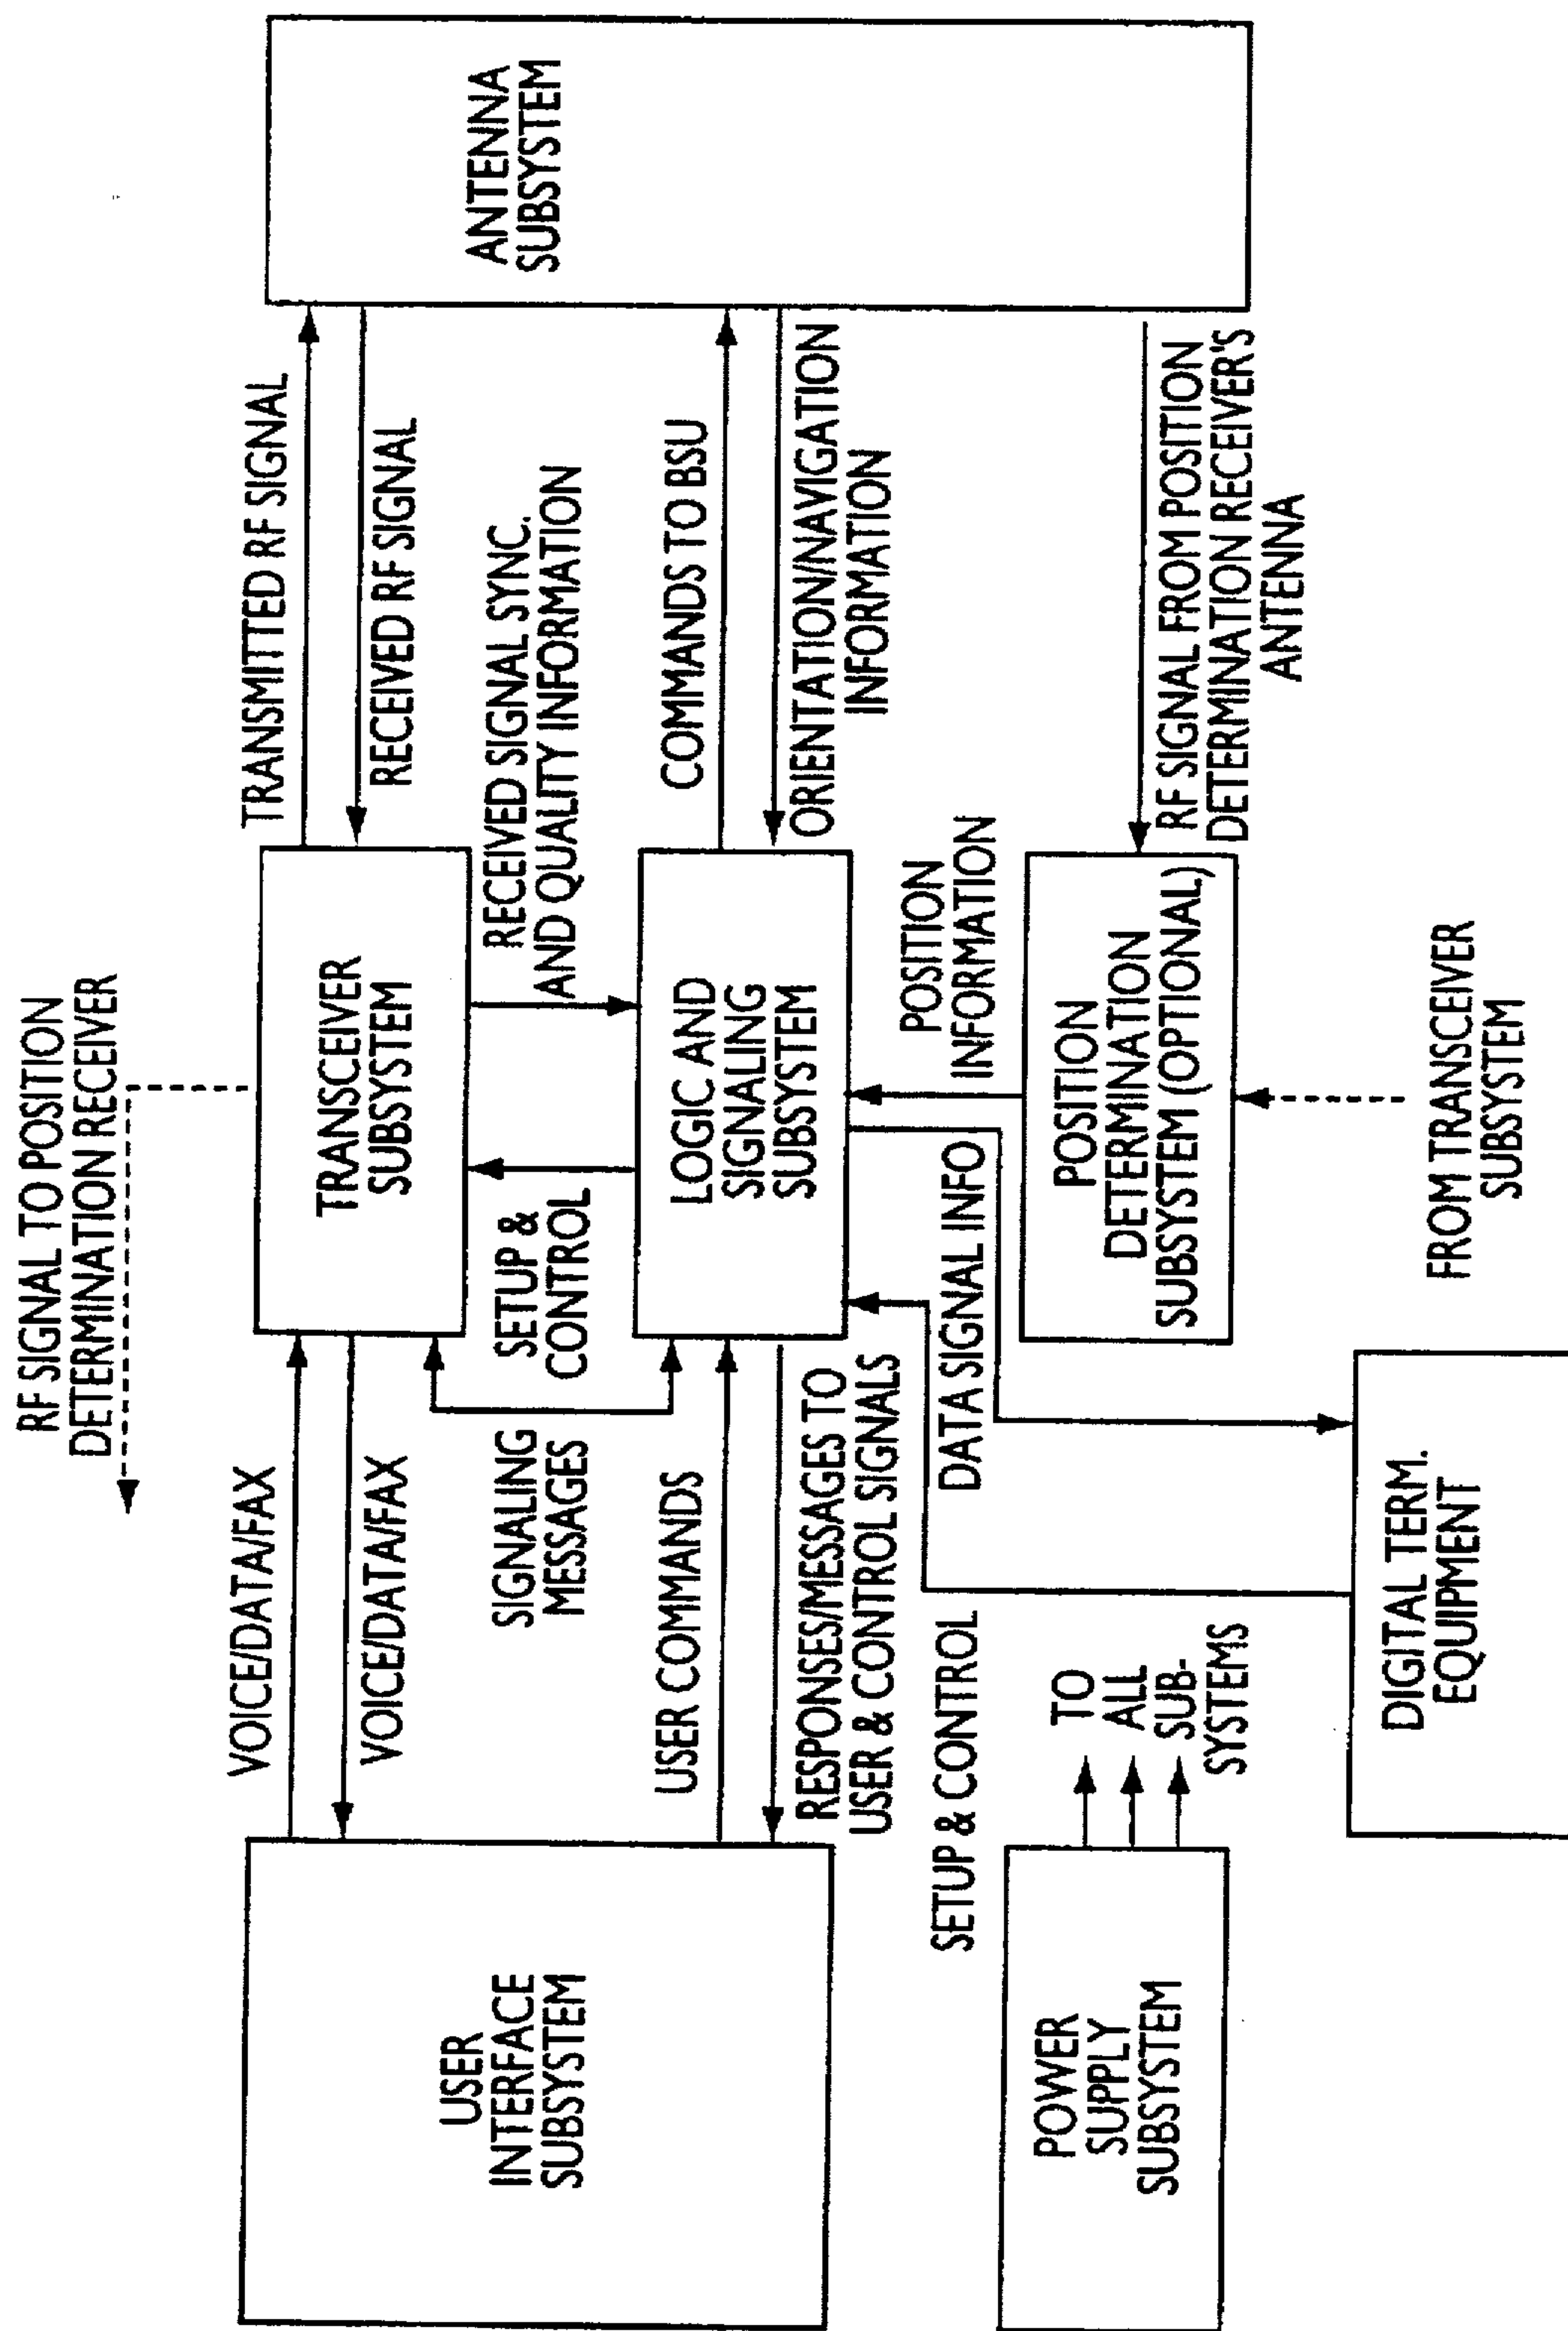 RF SIGNAL TO POSITION
DETERMINATION RECEIVER
VOICE/DATA/FAX
TRANSMITTED RF SIGNAL
VOICE/DATA/FAX
RECEIVED RF SIGNAL
TRANSCEIVER
SUBSYSTEM
USER
INTERFACE
SUBSYSTEM
ANTENNA
SUBSYSTEM
SIGNALING
MESSAGES
SETUP &
CONTROL
RECEIVED SIGNAL SYNC.
AND QUALITY INFORMATION
USER COMMANDS
LOGIC AND
SIGNALING
SUBSYSTEM
COMMANDS TO BSU
RESPONSES/MESSAGES TO
USER & CONTROL SIGNALS
ORIENTATION/NAVIGATION
INFORMATION
SETUP & CONTROL
DATA SIGNAL INFO
POSITION
INFORMATION
POWER
SUPPLY
SUBSYSTEM
TO
ALL
SUB-
SYSTEMS
POSITION
DETERMINATION
SUBSYSTEM (OPTIONAL)
RF SIGNAL FROM POSITION
DETERMINATION RECEIVER'S
ANTENNA
DIGITAL TERM.
EQUIPMENT
FROM TRANSCEIVER
SUBSYSTEM